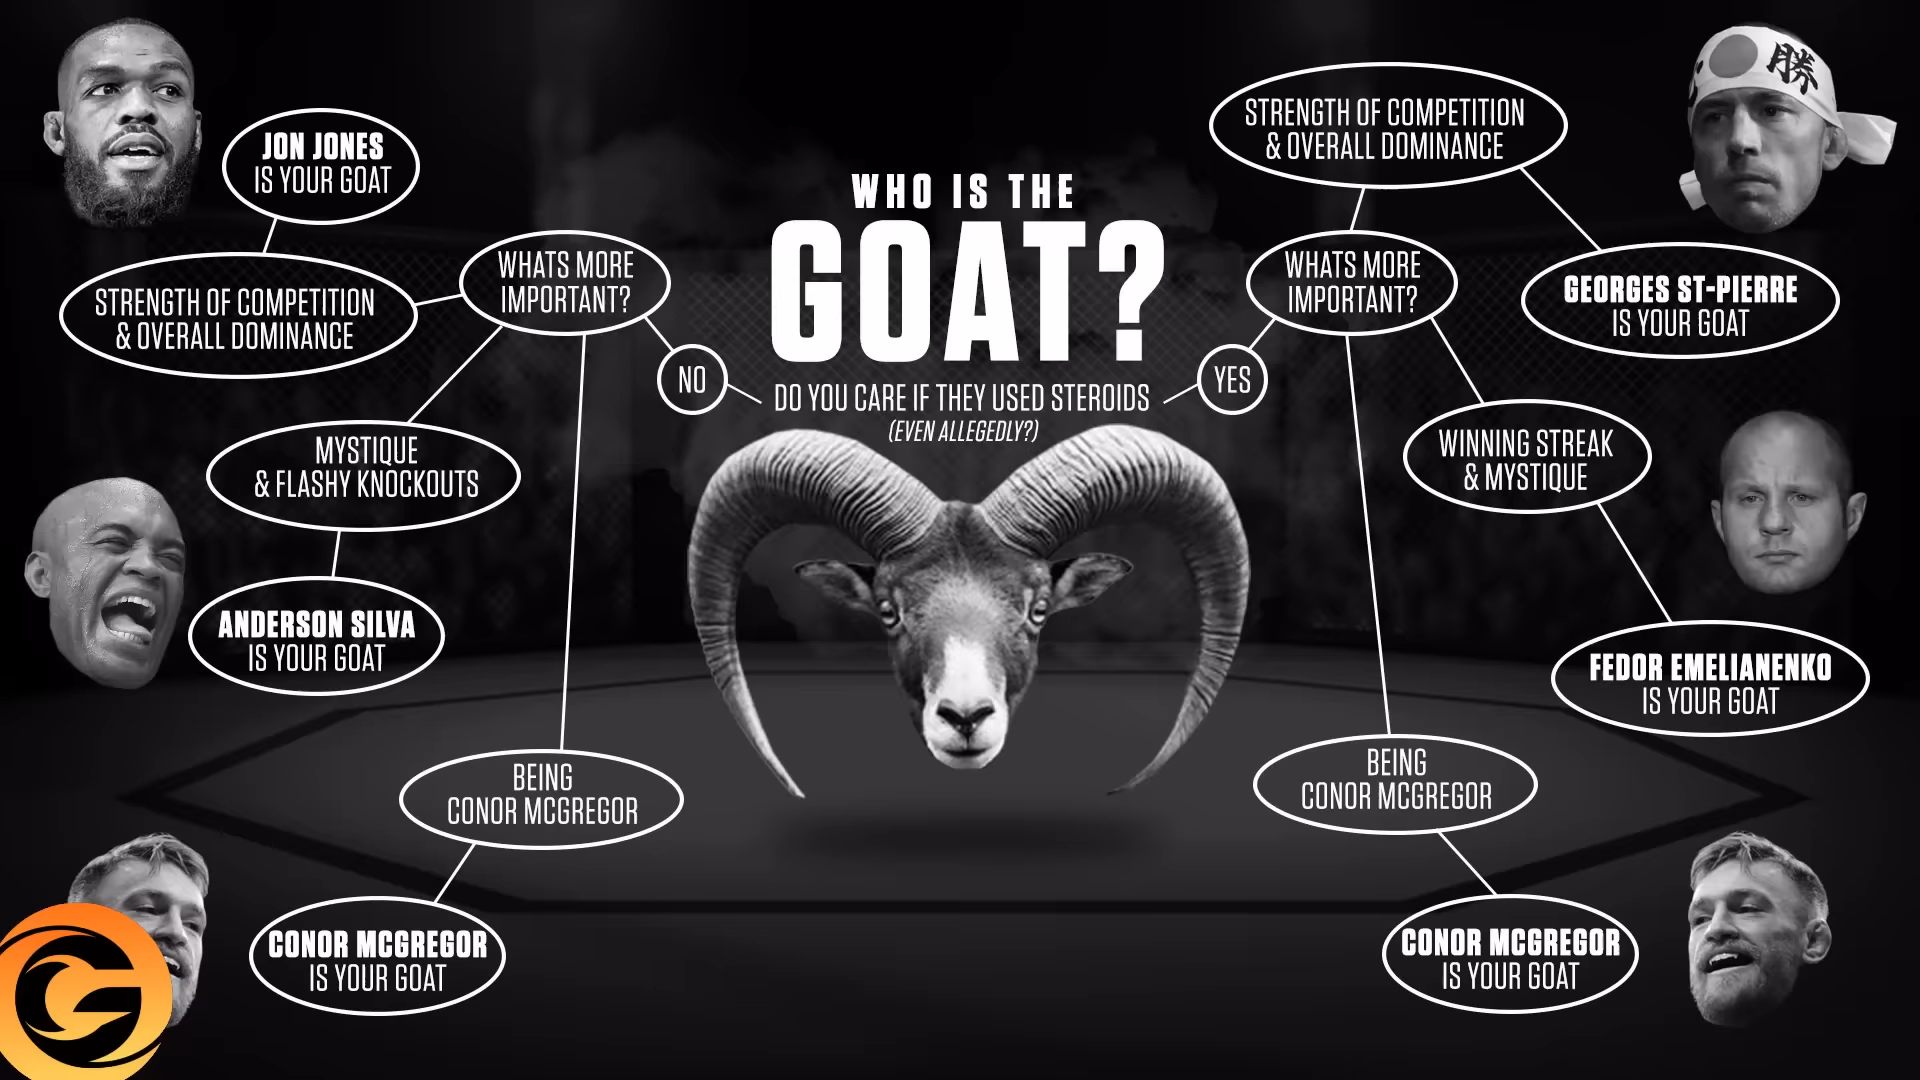 WHO IS THE
GOAT?
DO YOU CARE IF THEY USED STEROIDS
(EVEN ALLEGEDLY?)
NO
WHATS MORE
IMPORTANT?
STRENGTH OF COMPETITION
& OVERALL DOMINANCE
JON JONES
IS YOUR GOAT
MYSTIQUE
& FLASHY KNOCKOUTS
ANDERSON SILVA
IS YOUR GOAT
BEING
CONOR MCGREGOR
CONOR MCGREGOR
IS YOUR GOAT
YES
WHATS MORE
IMPORTANT?
STRENGTH OF COMPETITION
& OVERALL DOMINANCE
GEORGES ST-PIERRE
IS YOUR GOAT
WINNING STREAK
& MYSTIQUE
FEDOR EMELIANENKO
IS YOUR GOAT
BEING
CONOR MCGREGOR
CONOR MCGREGOR
IS YOUR GOAT
勝